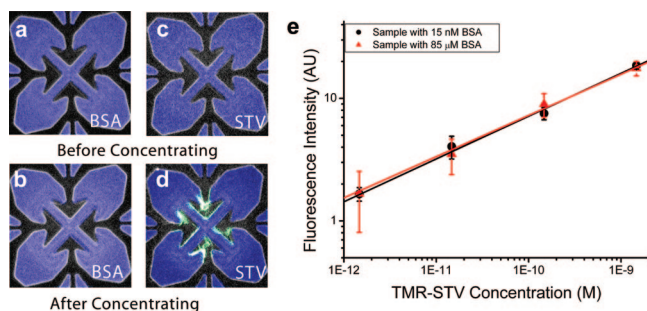 a
BSA
c
STV
Before Concentrating
b
BSA
d
STV
After Concentrating
e
Sample with 15 nM BSA
Sample with 85 μM BSA
Fluorescence Intensity (AU)
10
1
1E-12
1E-11
1E-10
1E-9
TMR-STV Concentration (M)